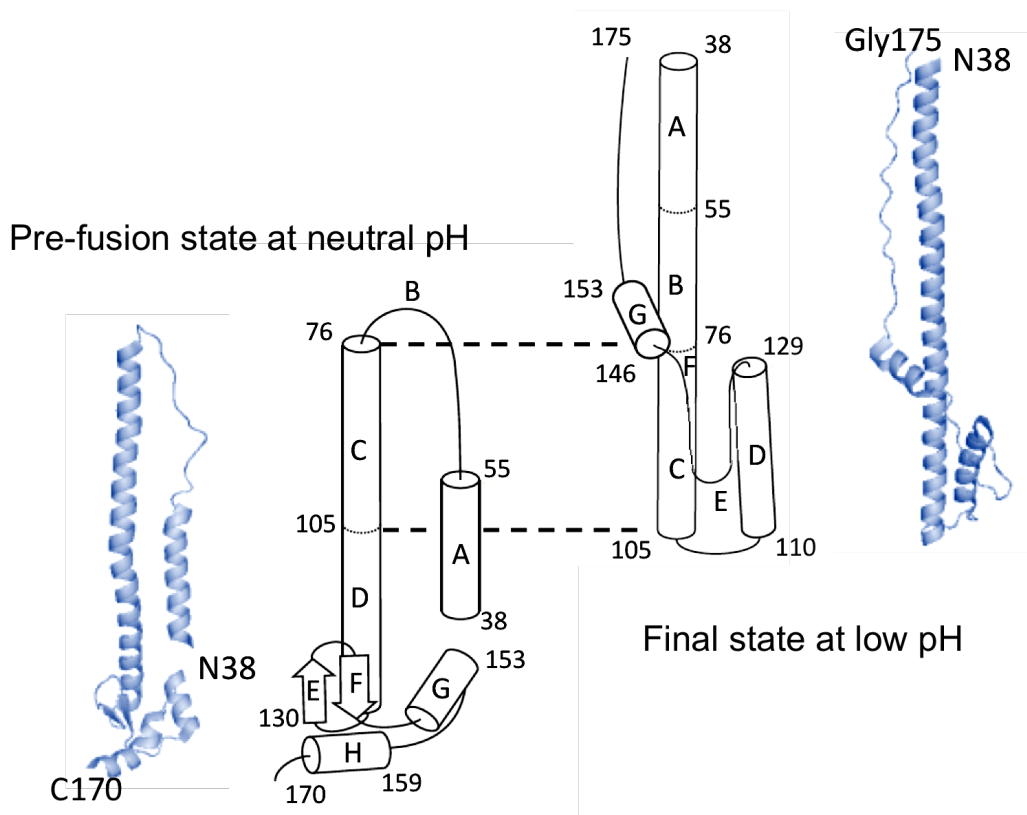 175
38
Gly175
N38
A
55
Pre-fusion state at neutral pH
B
153
B
G
76
76
129
146
F
C
55
C
D
E
105
A
105
110
D
38
Final state at low pH
N38
153
E
F
G
130
H
C170
170
159